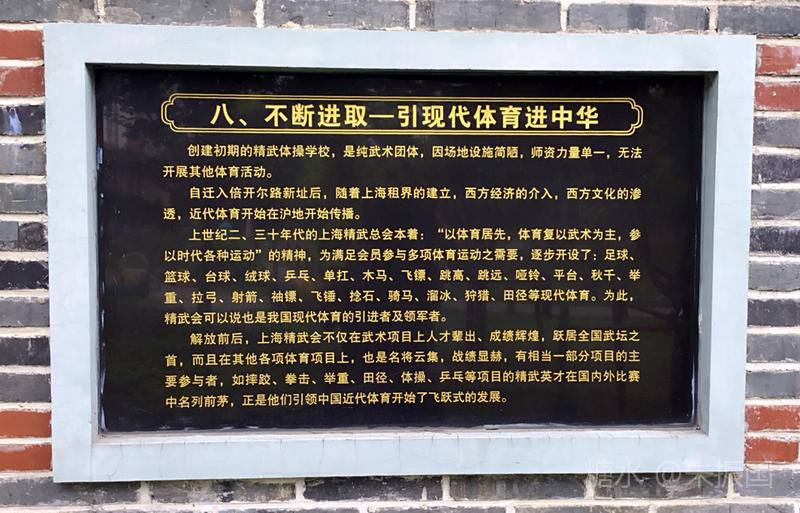 八、不断进取—引现代体育进中华
创建初期的精武体操学校，是纯武术团体，因场地设施简陋，师资力量单一，无法
开展其他体育活动。
自迁入倍开尔路新址后，随着上海租界的建立，西方经济的介入，西方文化的渗
透，近代体育开始在沪地开始传播。
上世纪二、三十年代的上海精武总会本着：“以体育居先，体育复以武术为主，参
以时代各种运动”的精神，为满足会员参与多项体育运动之需要，逐步开设了：足球、
篮球、台球、绒球、乒乓、单扛、木马、飞镖、跳高、跳远、哑铃、平台、秋千、举
重、拉弓、射箭、袖镖、飞锤、捻石、骑马、溜冰、狩猎、田径等现代体育。为此，
精武会可以说也是我国现代体育的引进者及领军者。
解放前后，上海精武会不仅在武术项目上人才辈出、成绩辉煌，跃居全国武坛之
首，而且在其他各项体育项目上，也是名将云集，战绩显赫，有相当一部分项目的主
要参与者，如摔跤、拳击、举重、田径、体操、乒乓等项目的精武英才在国内外比赛
中名列前茅，正是他们引领中国近代体育开始了飞跃式的发展。
糖水 @宋振国